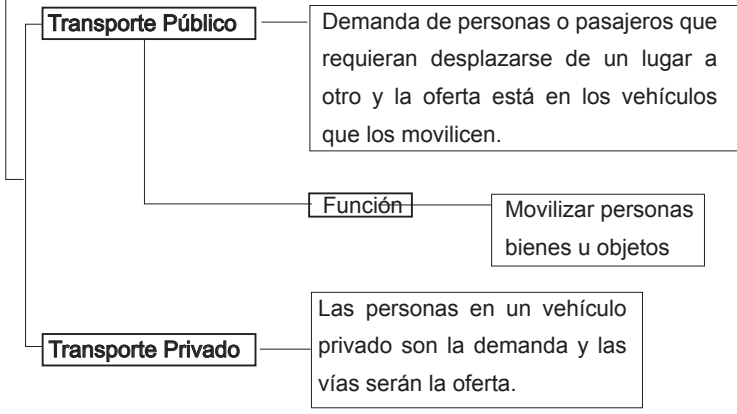 Transporte Público
Demanda de personas o pasajeros que
requieran desplazarse de un lugar a
otro y la oferta está en los vehículos
que los movilicen.
Función
Movilizar personas
bienes u objetos
Transporte Privado
Las personas en un vehículo
privado son la demanda y las
vías serán la oferta.